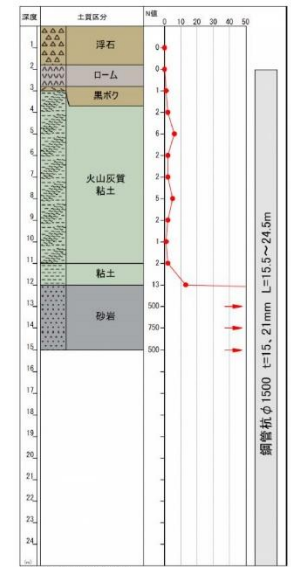 深度 土質区分 N値
0 10 20 30 40 50
1 浮石 0
2 ローム 0
3 黒ボク 1
4 2
5 6
6 2
7 火山灰質 2
粘土
8 5
9 2
10 1
11 2
12 粘土 13
13 500
14 砂岩 750
15 500
16
17
18
19
20
21
22
23
24
(m)
鋼管杭φ1500 t=15、21mm L=15.5～24.5m